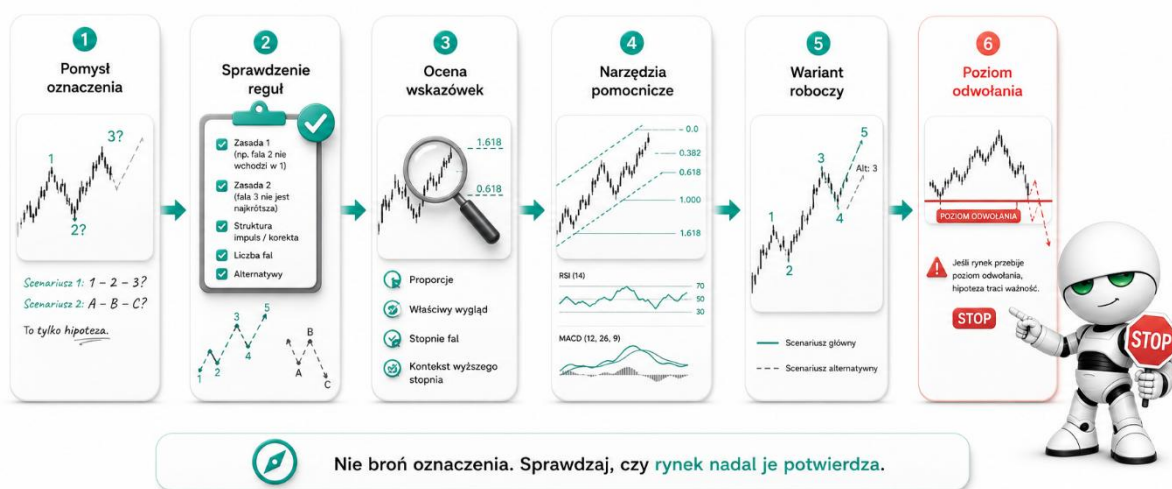 1
Pomysł
oznaczenia
1
2?
3?
Scenariusz 1: 1 – 2 – 3?
Scenariusz 2: A – B – C?
To tylko hipoteza.
2
Sprawdzenie
reguł
Zasada 1
(np. fala 2 nie
wchodzi w 1)
Zasada 2
(fala 3 nie jest
najkrótsza)
Struktura
impuls / korekta
Liczba fal
Alternatywy
1
2
3
4
5
A
B
C
3
Ocena
wskazówek
1.618
0.618
Proporcje
Właściwy wygląd
Stopnie fal
Kontekst wyższego
stopnia
4
Narzędzia
pomocnicze
0.0
0.382
0.618
1.000
1.618
RSI (14)
70
50
30
MACD (12, 26, 9)
5
Wariant
roboczy
1
2
3
4
5
Alt: 3
Scenariusz główny
Scenariusz alternatywny
6
Poziom
odwołania
POZIOM ODWOŁANIA
Jeśli rynek przebije
poziom odwołania,
hipoteza traci ważność.
STOP
STOP
Nie broń oznaczenia. Sprawdzaj, czy rynek nadal je potwierdza.